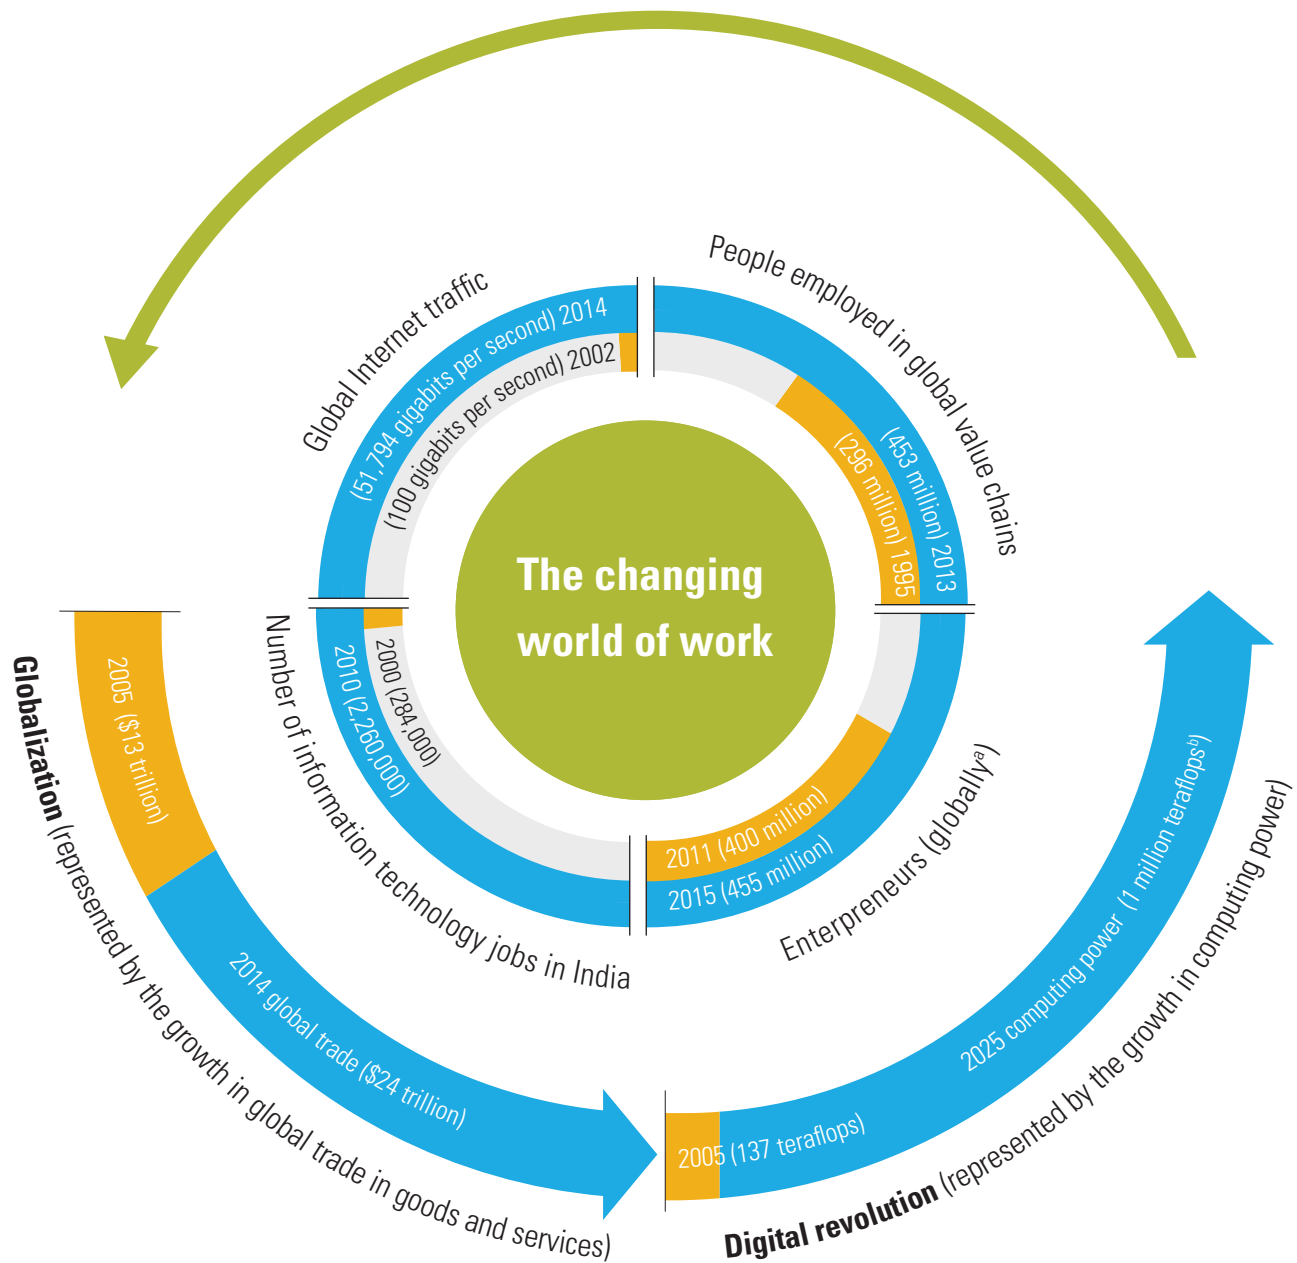 The changing
world of work
Global Internet traffic
(51,794 gigabits per second) 2014
(100 gigabits per second) 2002
People employed in global value chains
(453 million) 2013
(296 million) 1995
Number of information technology jobs in India
2000 (284,000)
2010 (2,260,000)
Enterpreneurs (globallyᵃ)
2011 (400 million)
2015 (455 million)
Globalization (represented by the growth in global trade in goods and services)
2005 ($13 trillion)
2014 global trade ($24 trillion)
Digital revolution (represented by the growth in computing power)
2005 (137 teraflops)
2025 computing power (1 million teraflopsᵇ)